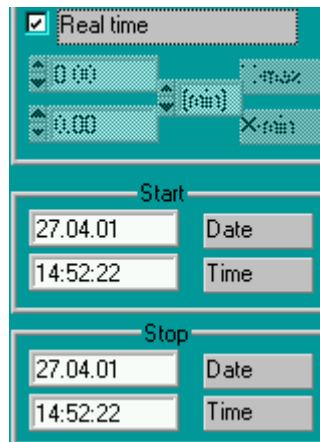 Real time
0.00
(min)
0.00
X-min
Start
27.04.01
Date
14:52:22
Time
Stop
27.04.01
Date
14:52:22
Time